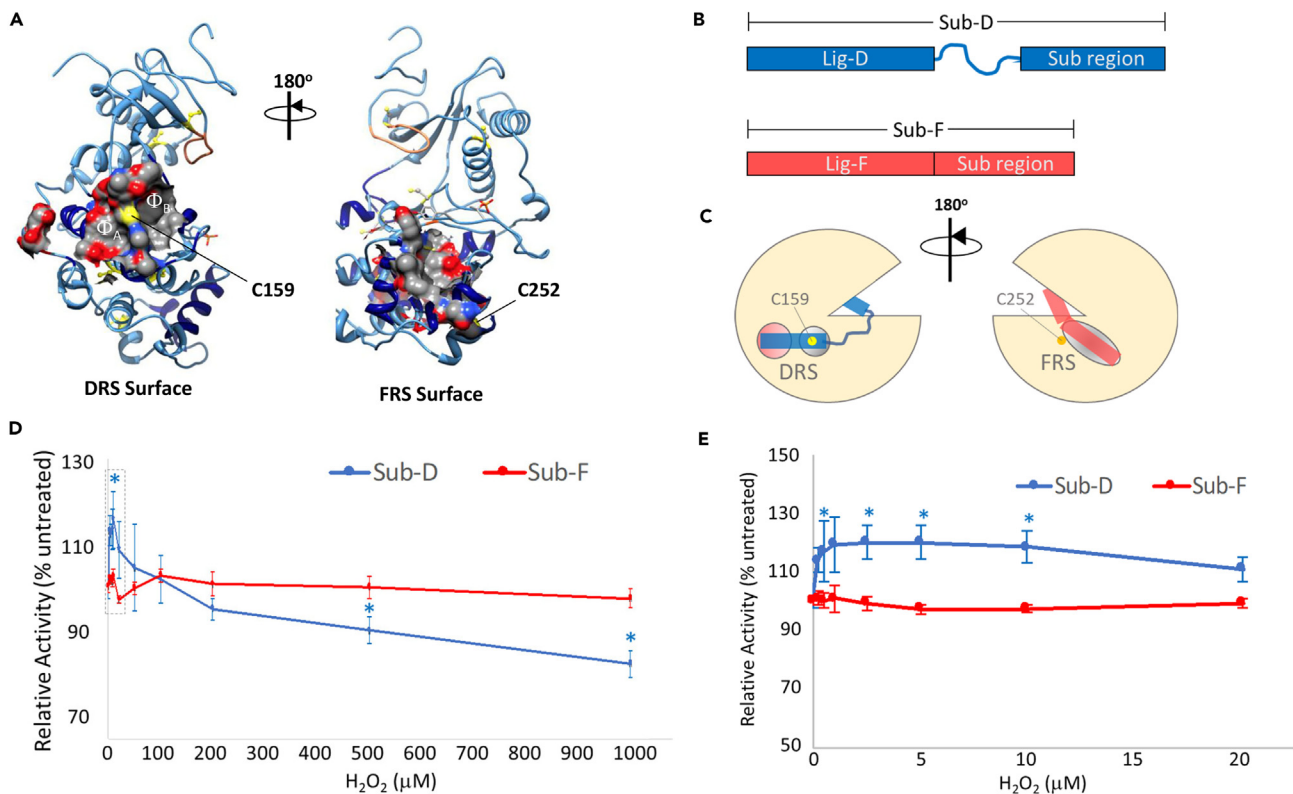 A
180°
Φ_A
Φ_B
C159
C252
DRS Surface
FRS Surface
B
Sub-D
Lig-D
Sub region
Sub-F
Lig-F
Sub region
C
180°
C159
DRS
C252
FRS
D
130
110
90
70
Relative Activity (% untreated)
Sub-D
Sub-F
*
*
*
0 100 200 300 400 500 600 700 800 900 1000
H₂O₂ (μM)
E
150
130
110
90
70
50
Relative Activity (% untreated)
Sub-D
Sub-F
* * * *
0 5 10 15 20
H₂O₂ (μM)